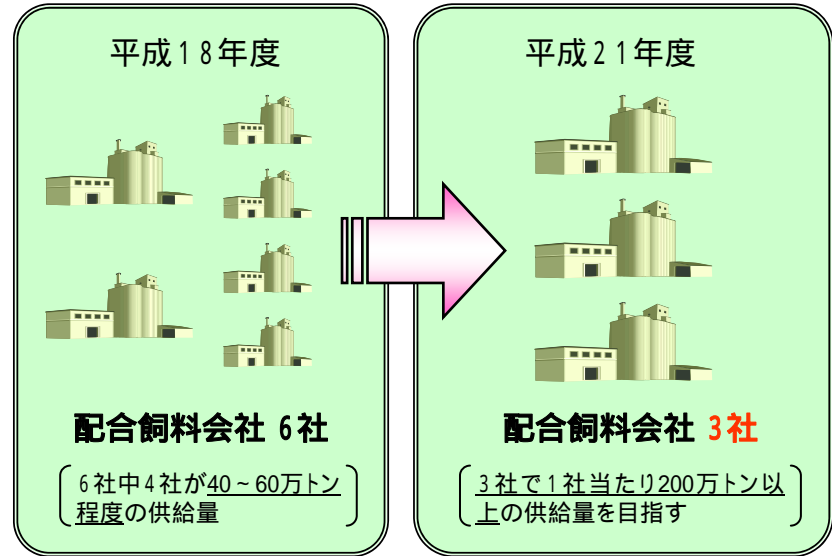 平成18年度
配合飼料会社 6社
6社中4社が40~60万トン
程度の供給量
平成21年度
配合飼料会社 3社
3社で1社当たり200万トン以
上の供給量を目指す